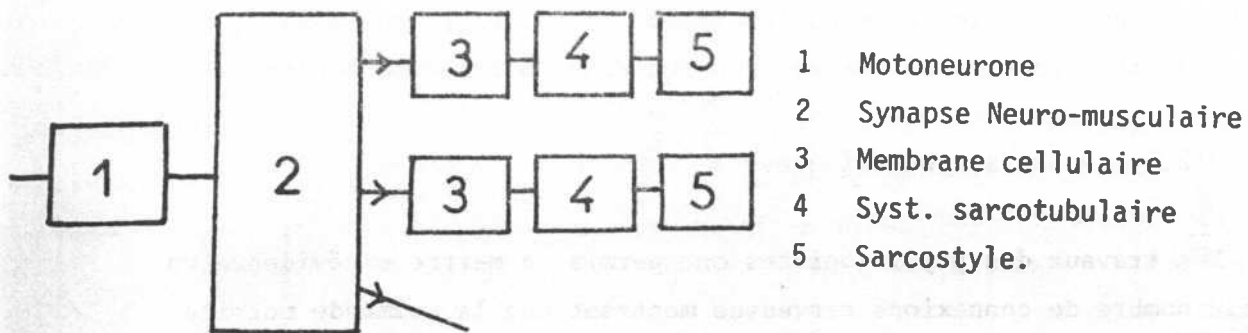 3 4 5
1 2
3 4 5
1 Motoneurone
2 Synapse Neuro-musculaire
3 Membrane cellulaire
4 Syst. sarcotubulaire
5 Sarcostyle.